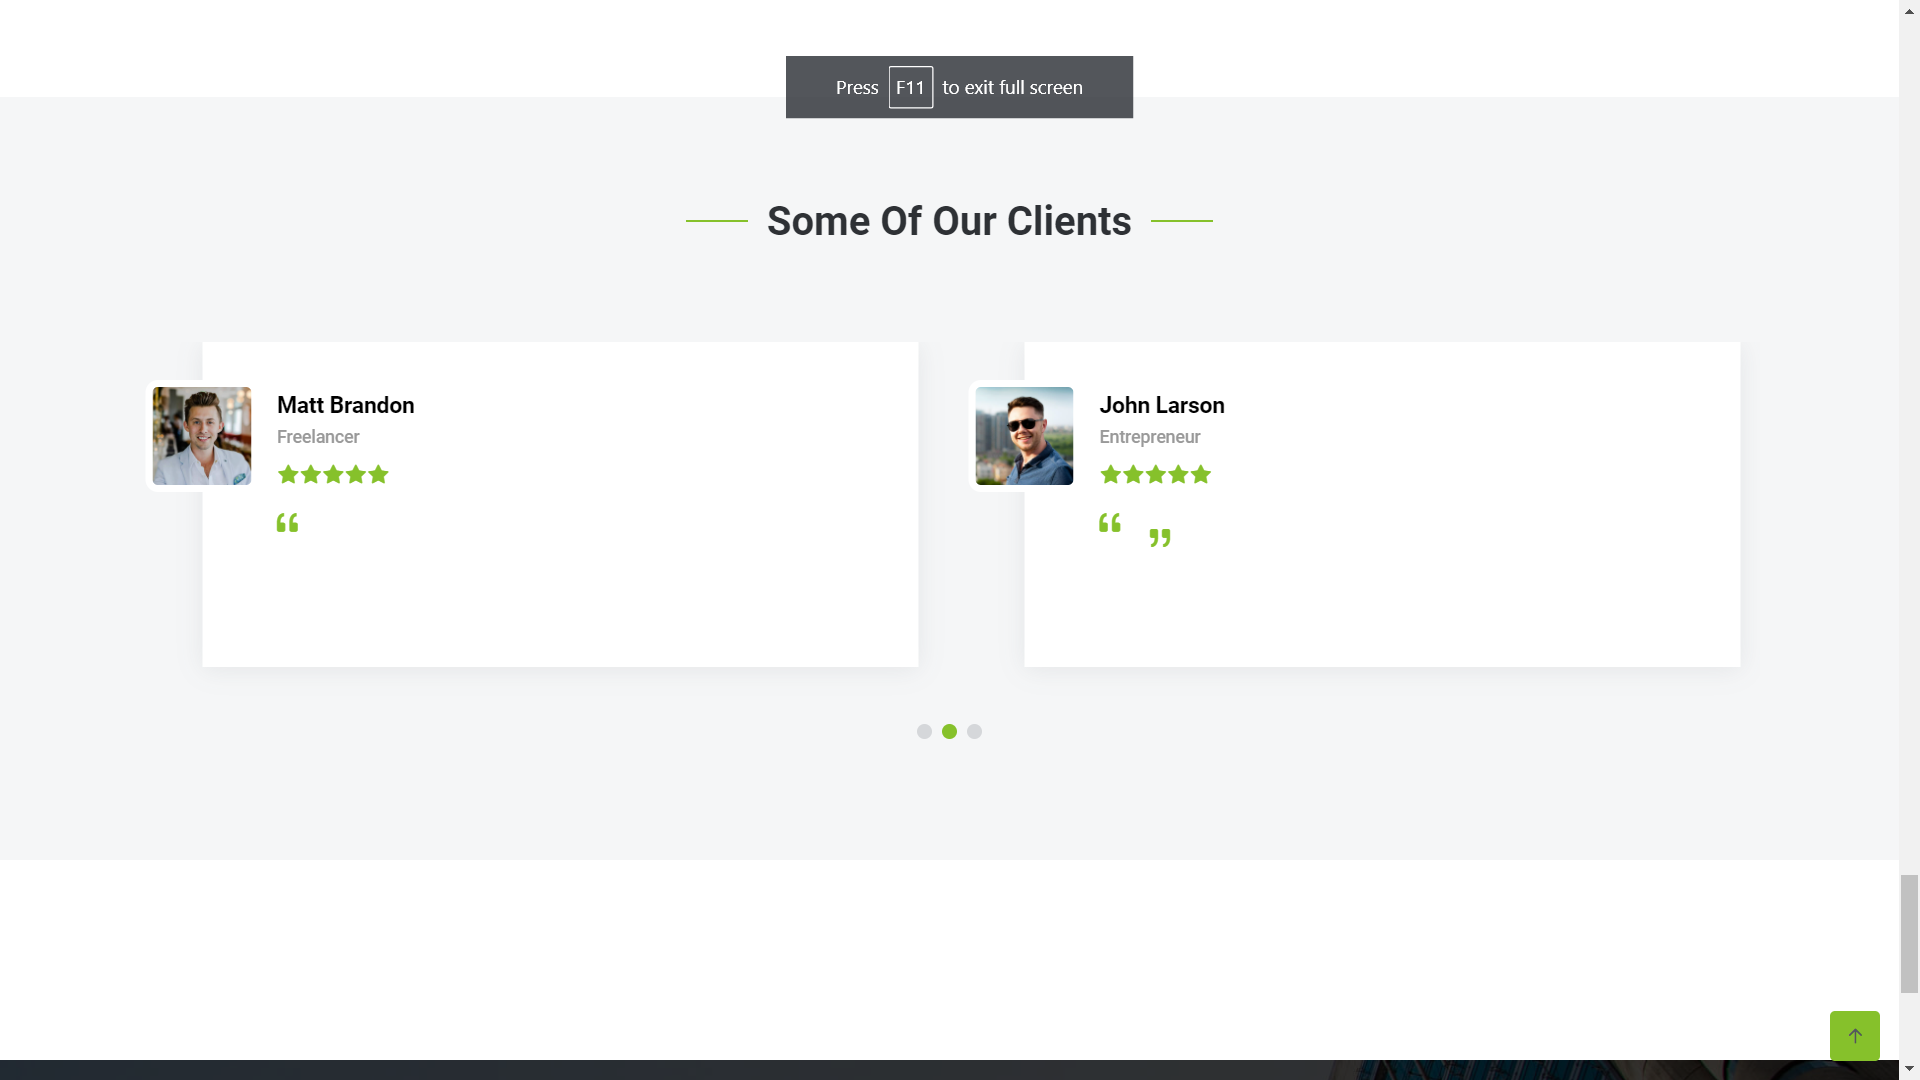 Press F11 to exit full screen
Some Of Our Clients
Matt Brandon
Freelancer
“
John Larson
Entrepreneur
“ ”